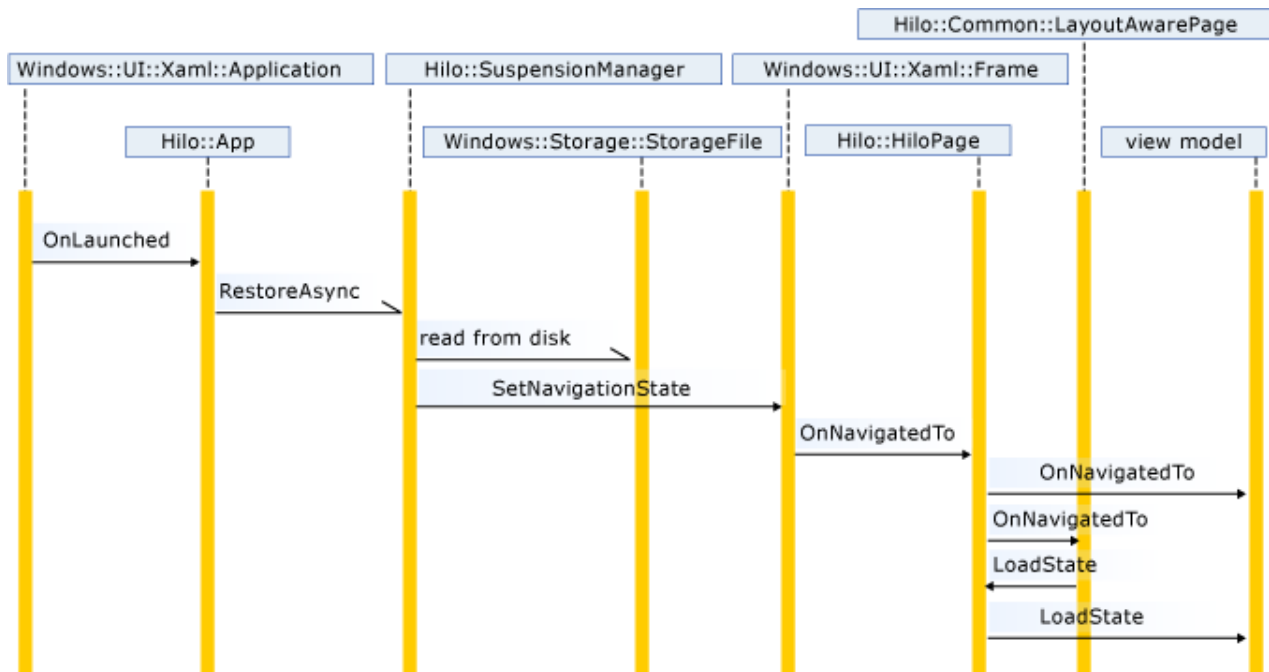 Hilo::Common::LayoutAwarePage
Windows::UI::Xaml::Application
Hilo::SuspensionManager
Windows::UI::Xaml::Frame
Hilo::App
Windows::Storage::StorageFile
Hilo::HiloPage
view model
OnLaunched
RestoreAsync
read from disk
SetNavigationState
OnNavigatedTo
OnNavigatedTo
OnNavigatedTo
LoadState
LoadState